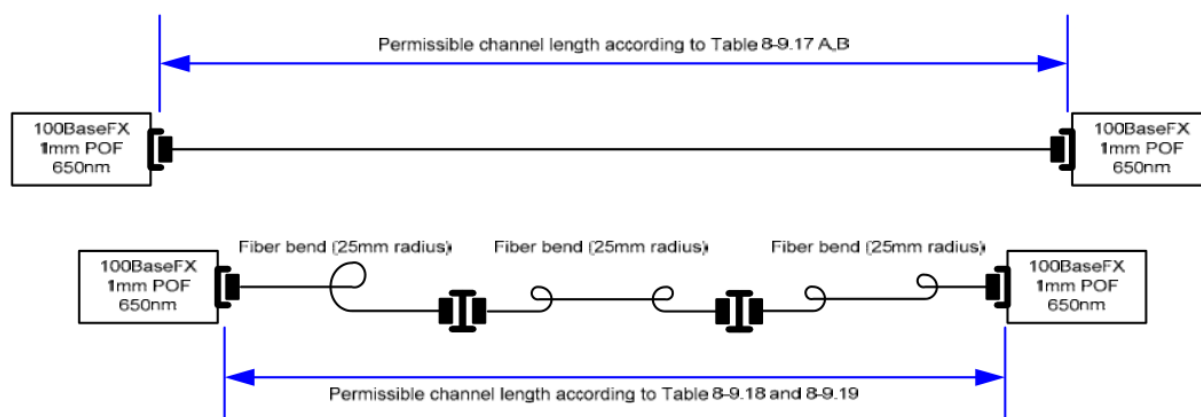 Permissible channel length according to Table 8-9.17 A,B
100BaseFX
1mm POF
650nm
100BaseFX
1mm POF
650nm
Fiber bend (25mm radius)
Fiber bend (25mm radius)
Fiber bend (25mm radius)
100BaseFX
1mm POF
650nm
100BaseFX
1mm POF
650nm
Permissible channel length according to Table 8-9.18 and 8-9.19